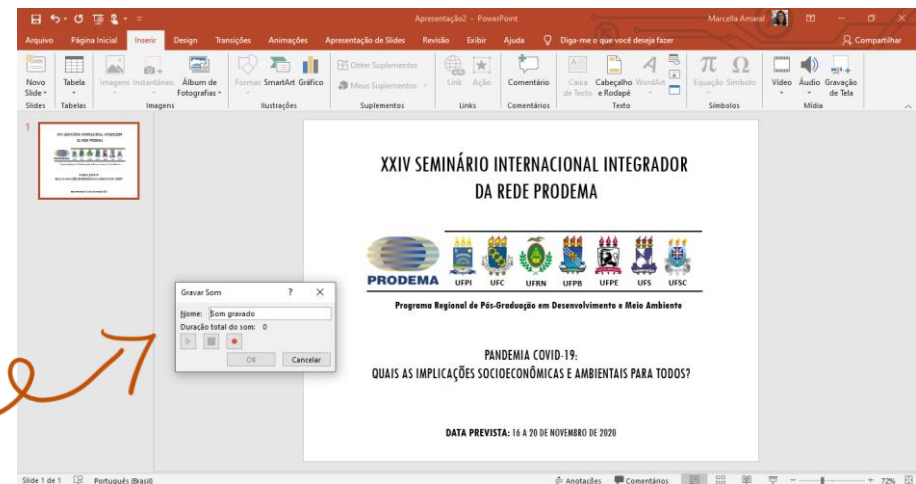 Apresentação2 - PowerPoint
Marcella Amaral
Arquivo Página Inicial Inserir Design Transições Animações Apresentação de Slides Revisão Exibir Ajuda Diga-me o que você deseja fazer Compartilhar
Novo Slide Tabela Imagens Instantâneo Álbum de Fotografias Formas SmartArt Gráfico Obter Suplementos Meus Suplementos Link Ação Comentário Caixa de Texto Cabeçalho e Rodapé WordArt Equação Símbolo Vídeo Áudio Gravação de Tela
Slides Tabelas Imagens Ilustrações Suplementos Links Comentários Texto Símbolos Mídia
1
XXIV SEMINÁRIO INTERNACIONAL INTEGRADOR
DA REDE PRODEMA
PRODEMA UFPI UFC UFRN UFPB UFPE UFS UFSC
Programa Regional de Pós-Graduação em Desenvolvimento e Meio Ambiente
Gravar Som ? X
Nome: Som gravado
Duração total do som: 0
OK Cancelar
PANDEMIA COVID-19:
QUAIS AS IMPLICAÇÕES SOCIOECONÔMICAS E AMBIENTAIS PARA TODOS?
DATA PREVISTA: 16 A 20 DE NOVEMBRO DE 2020
Slide 1 de 1 Português (Brasil) Anotações Comentários 72%